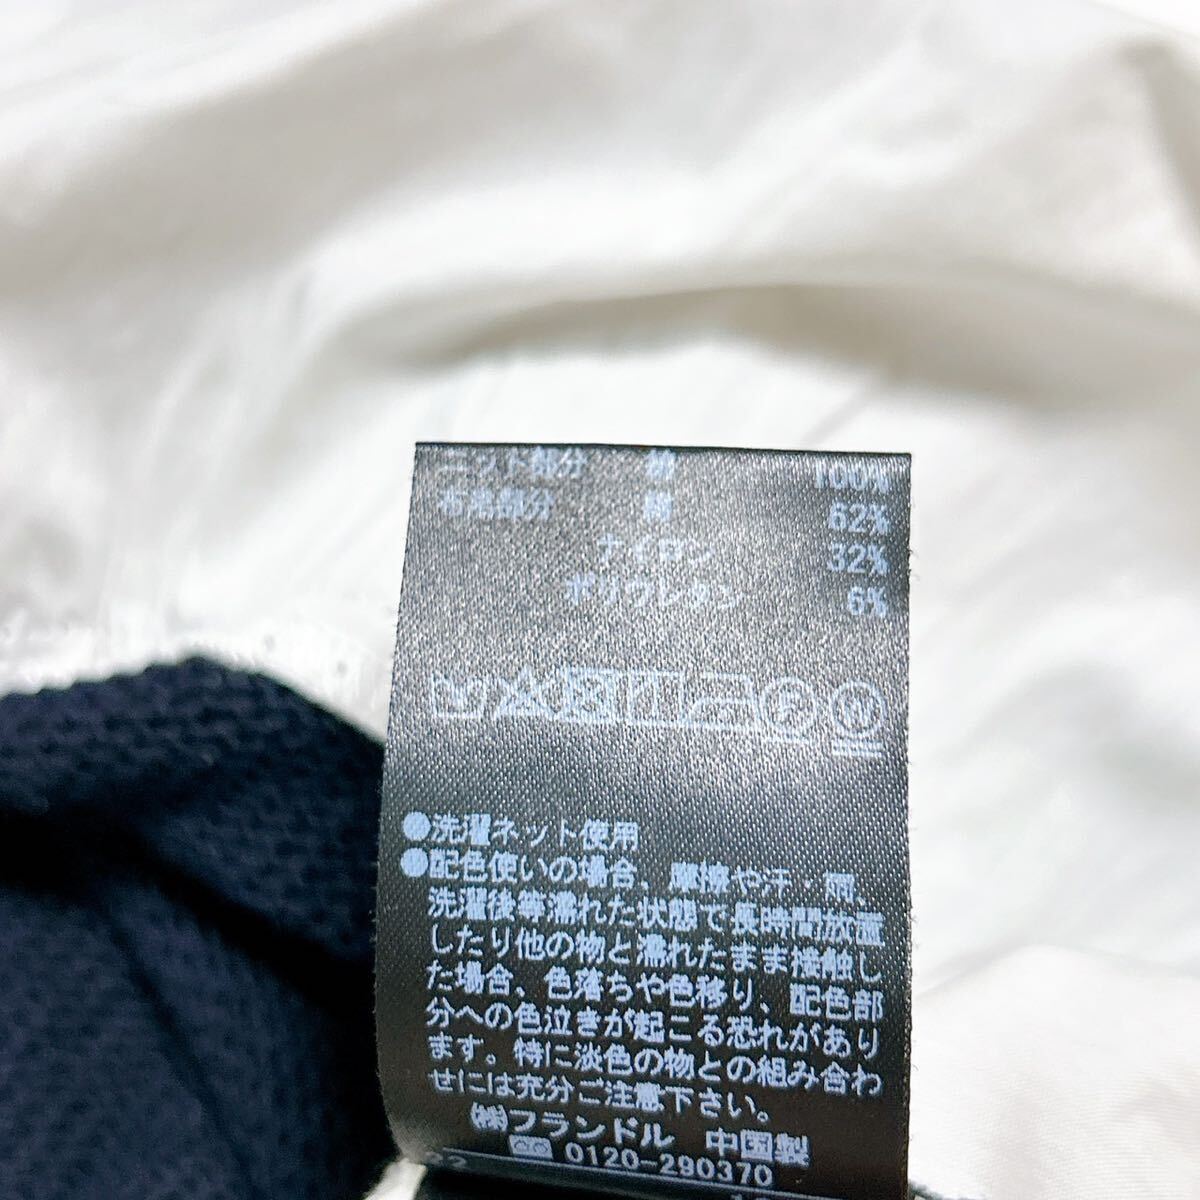 ニット部分 綿 100%
布帛部分 綿 62%
ナイロン 32%
ポリウレタン 6%
●洗濯ネット使用
●配色使いの場合、摩擦や汗・雨、
洗濯後等濡れた状態で長時間放置
したり他の物と濡れたまま接触し
た場合、色落ちや色移り、配色部
分への色泣きが起こる恐れがあり
ます。特に淡色の物との組み合わ
せには充分ご注意下さい。
㈱フランドル 中国製
0120-290370